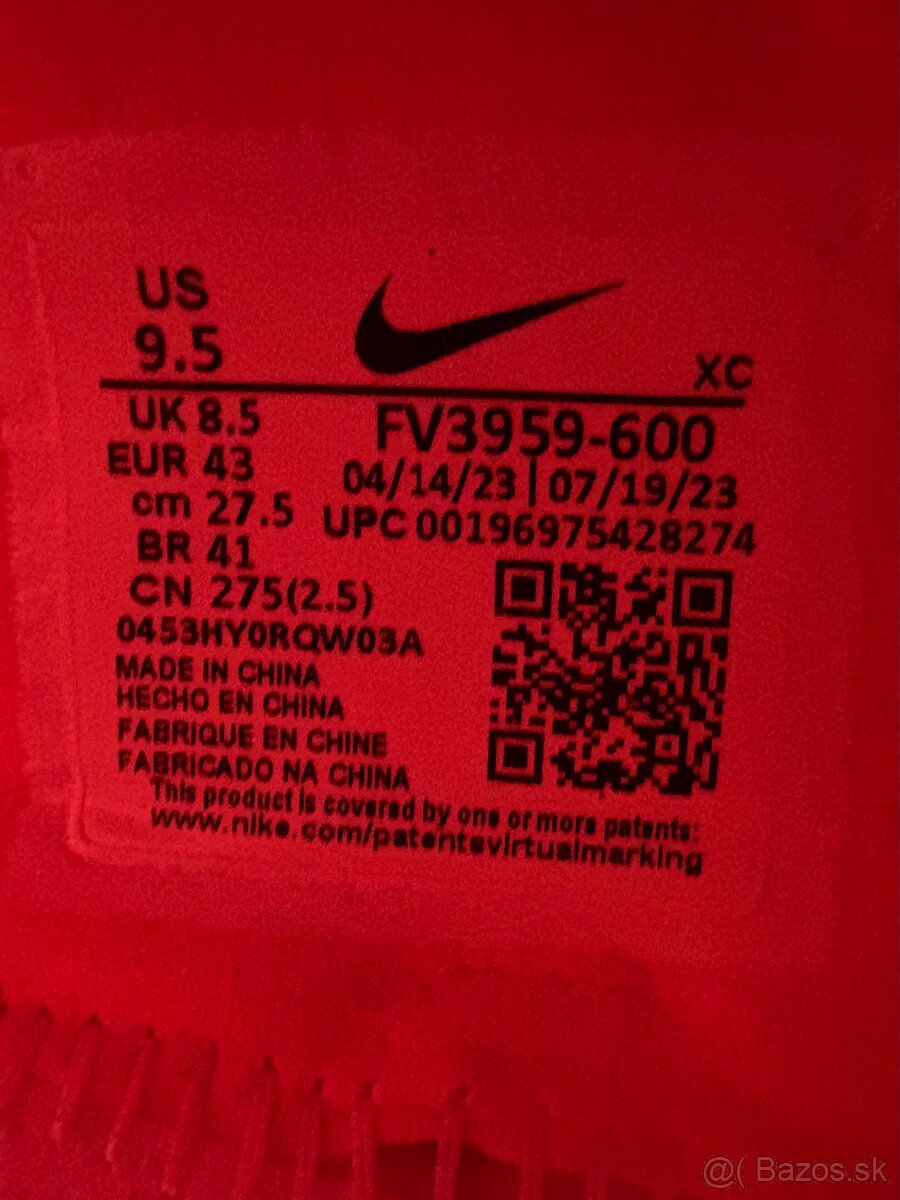 US
9.5
XC
UK 8.5
EUR 43
cm 27.5
BR 41
CN 275(2.5)
FV3959-600
04/14/23 | 07/19/23
UPC 001969754 28274
0453HY0RQW03A
MADE IN CHINA
HECHO EN CHINA
FABRIQUE EN CHINE
FABRICADO NA CHINA
This product is covered by one or more patents:
www.nike.com/patentsvirtualmarking
@( Bazos.sk